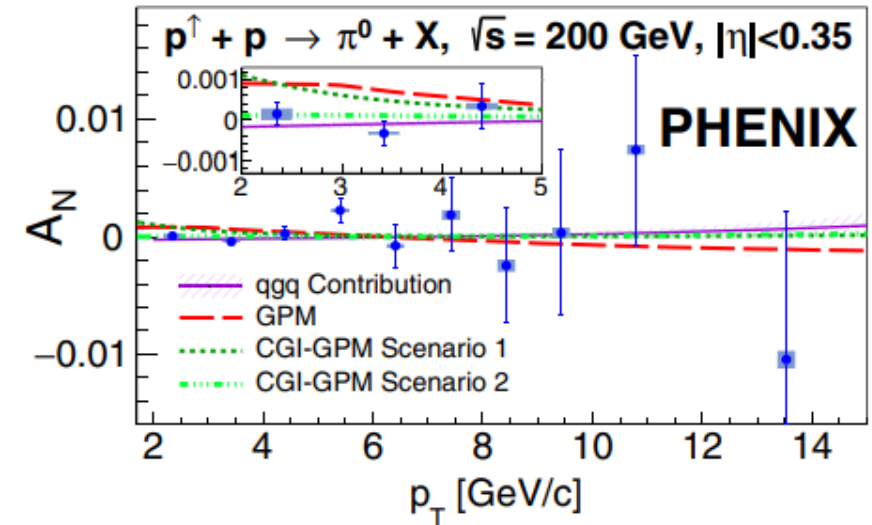 p↑ + p → π⁰ + X, √s = 200 GeV, |η|<0.35
PHENIX
0.001
0
−0.001
2 3 4 5
0.01
0
−0.01
A_N
qgq Contribution
GPM
CGI-GPM Scenario 1
CGI-GPM Scenario 2
2 4 6 8 10 12 14
p_T [GeV/c]